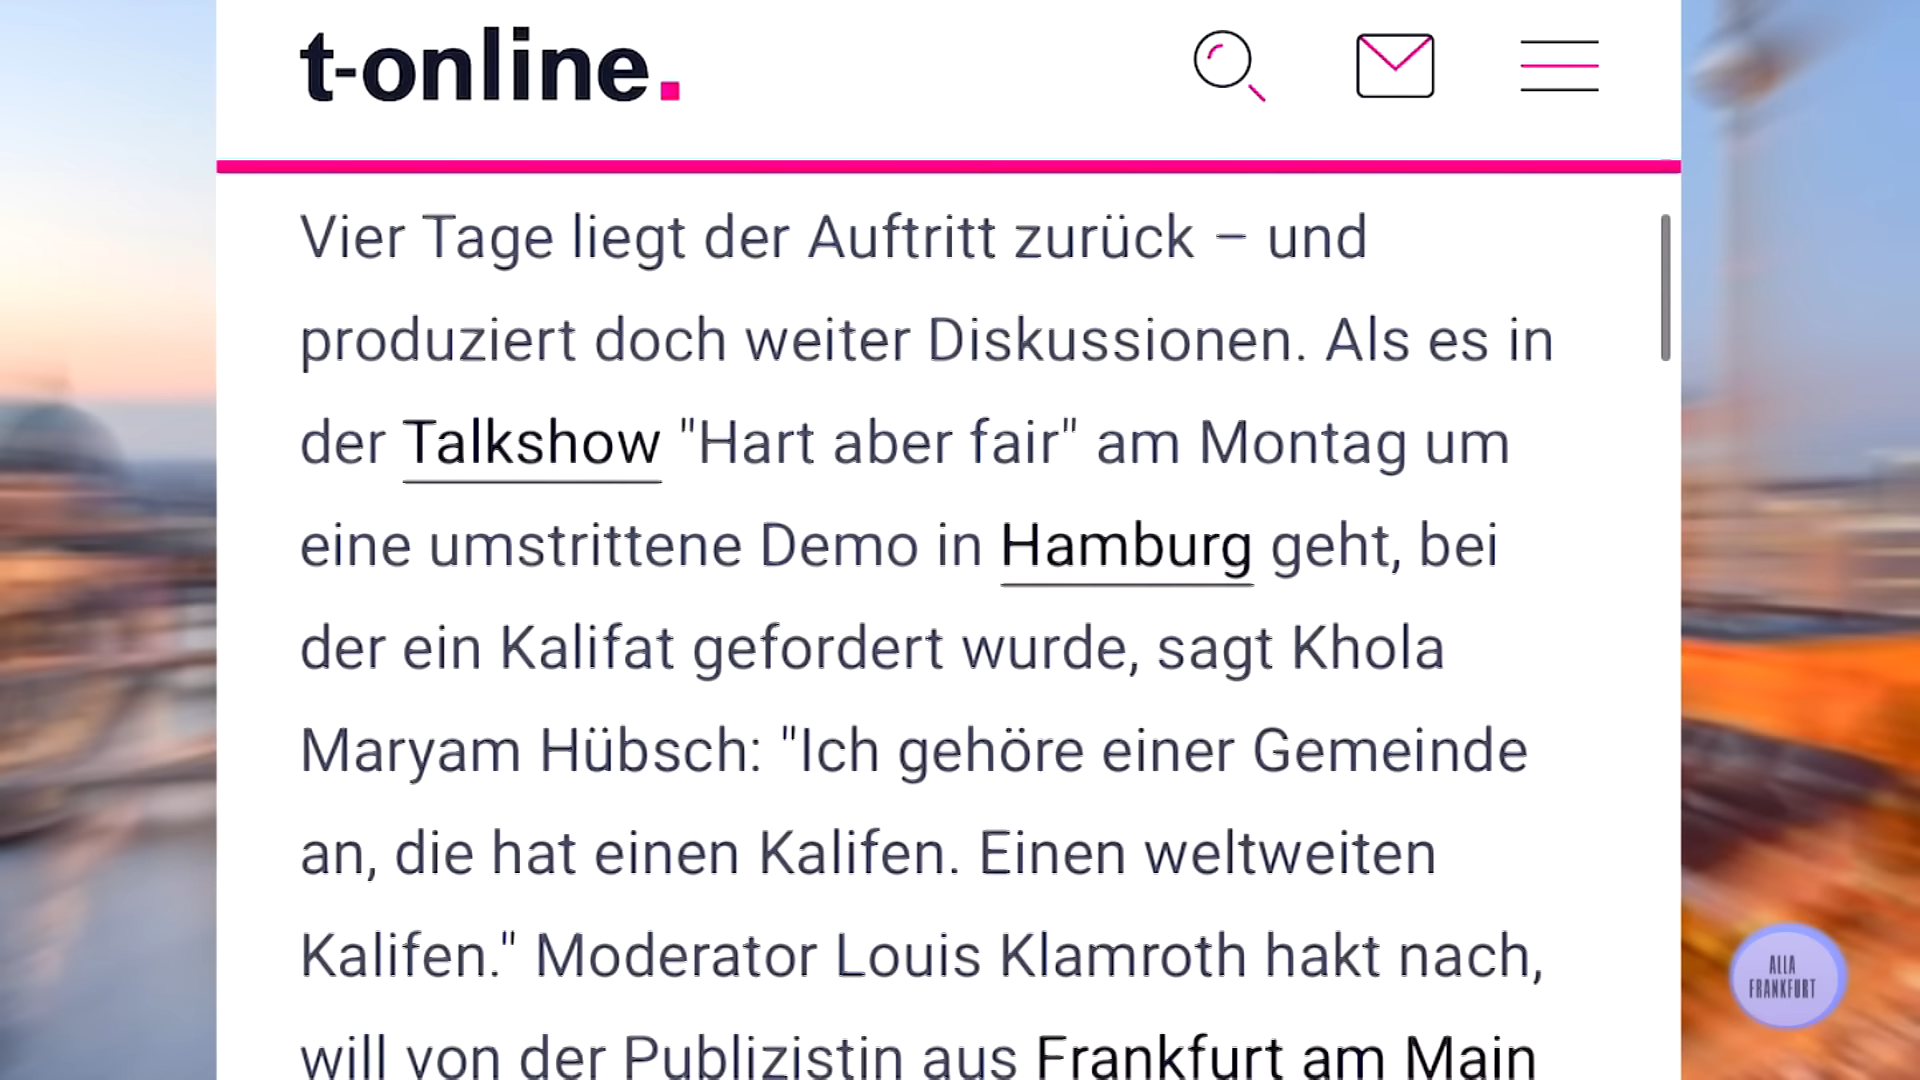 t-online.
Vier Tage liegt der Auftritt zurück – und
produziert doch weiter Diskussionen. Als es in
der Talkshow "Hart aber fair" am Montag um
eine umstrittene Demo in Hamburg geht, bei
der ein Kalifat gefordert wurde, sagt Khola
Maryam Hübsch: "Ich gehöre einer Gemeinde
an, die hat einen Kalifen. Einen weltweiten
Kalifen." Moderator Louis Klamroth hakt nach,
will von der Publizistin aus Frankfurt am Main
ALLA
FRANKFURT